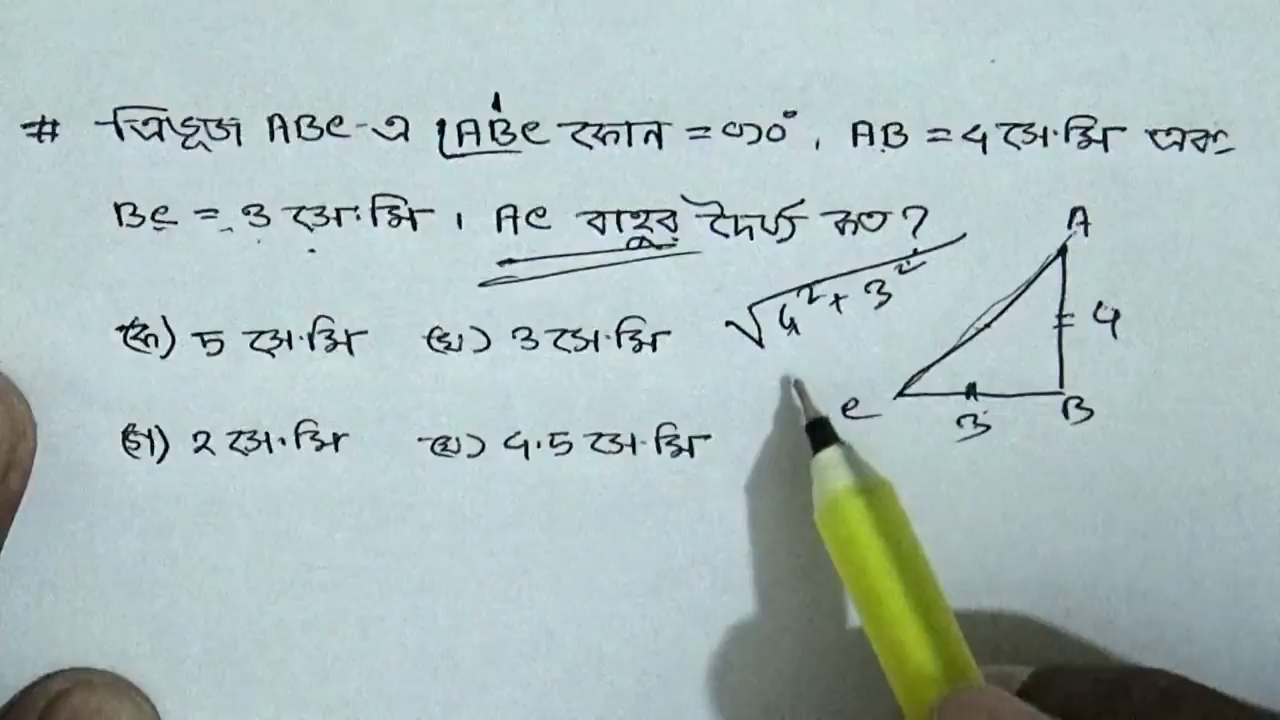 # ত্রিভূজ ABC-এ ∠ABC কোন = ৯০°, AB = 4 সে.মি এবং
BC = 3 সে.মি । AC বাহুর দৈর্ঘ্য কত ?
(ক) 5 সে.মি (খ) 3 সে.মি
(গ) 2 সে.মি (ঘ) 4.5 সে.মি
√4² + 3²
A
4
C
3
B